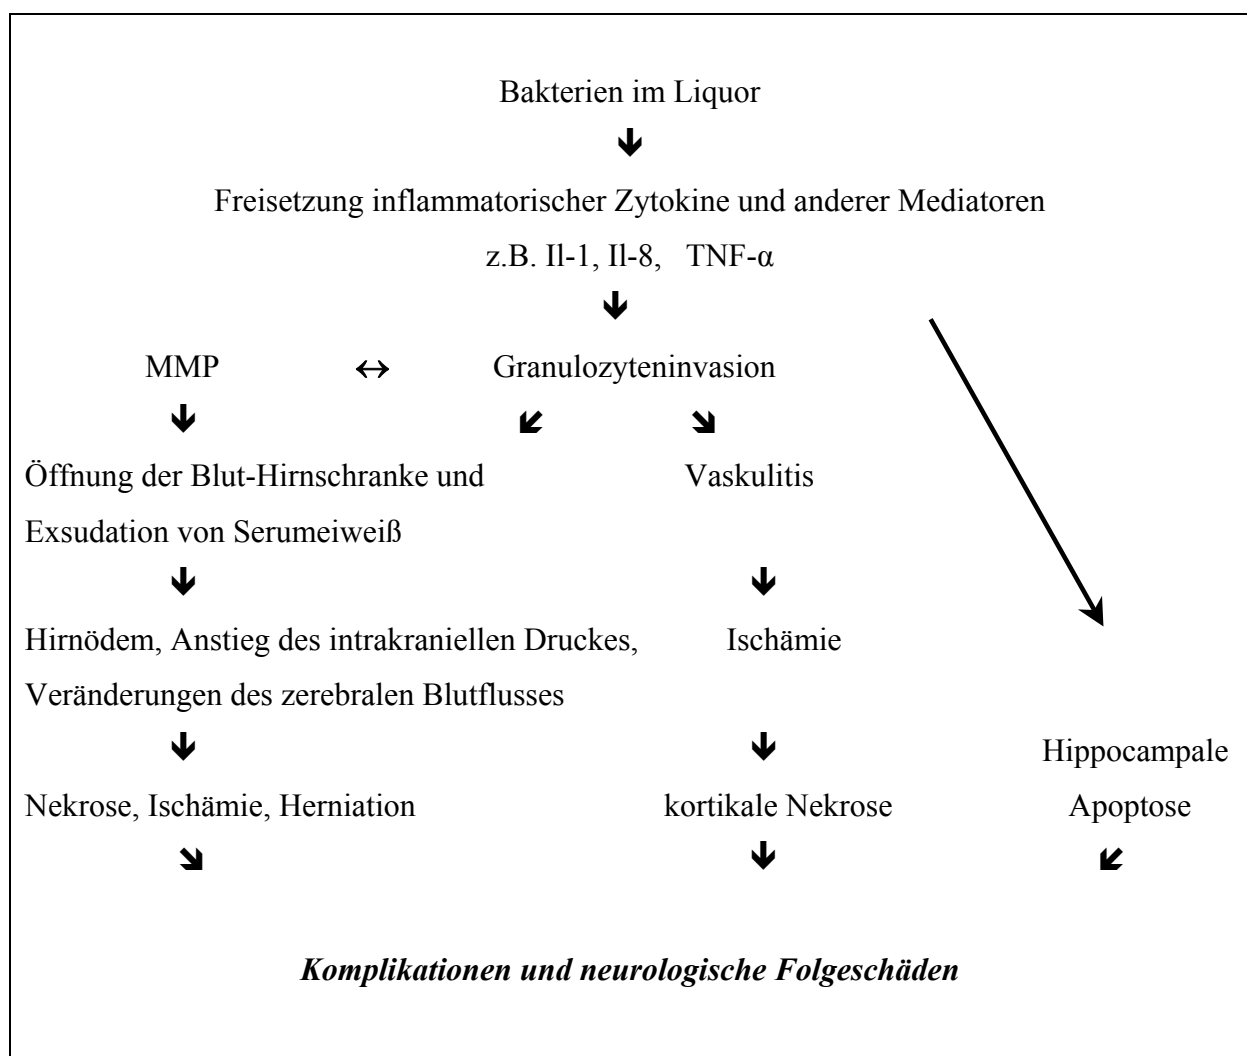 Bakterien im Liquor
🡻
Freisetzung inflammatorischer Zytokine und anderer Mediatoren
z.B. Il-1, Il-8, TNF-α
🡻
MMP ↔ Granulozyteninvasion
🡻 🡿 🡾
Öffnung der Blut-Hirnschranke und Vaskulitis
Exsudation von Serumeiweiß
🡻 🡻
Hirnödem, Anstieg des intrakraniellen Druckes, Ischämie
Veränderungen des zerebralen Blutflusses
🡻 🡻 Hippocampale
Nekrose, Ischämie, Herniation kortikale Nekrose Apoptose
🡾 🡻 🡿
Komplikationen und neurologische Folgeschäden